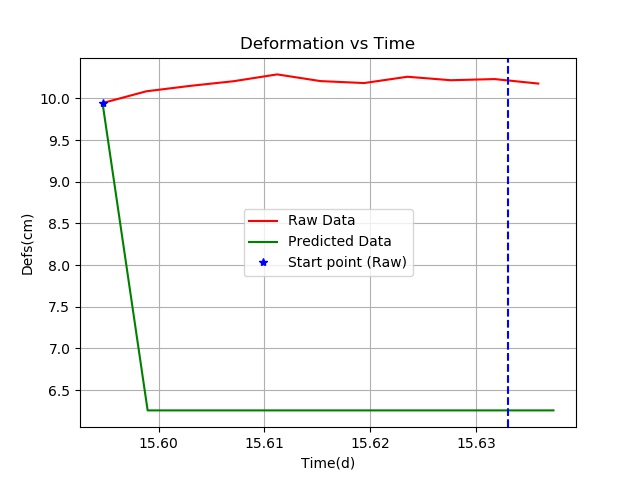 Deformation vs Time
Defs(cm)
10.0
9.5
9.0
8.5
8.0
7.5
7.0
6.5
Raw Data
Predicted Data
Start point (Raw)
15.60
15.61
15.62
15.63
Time(d)